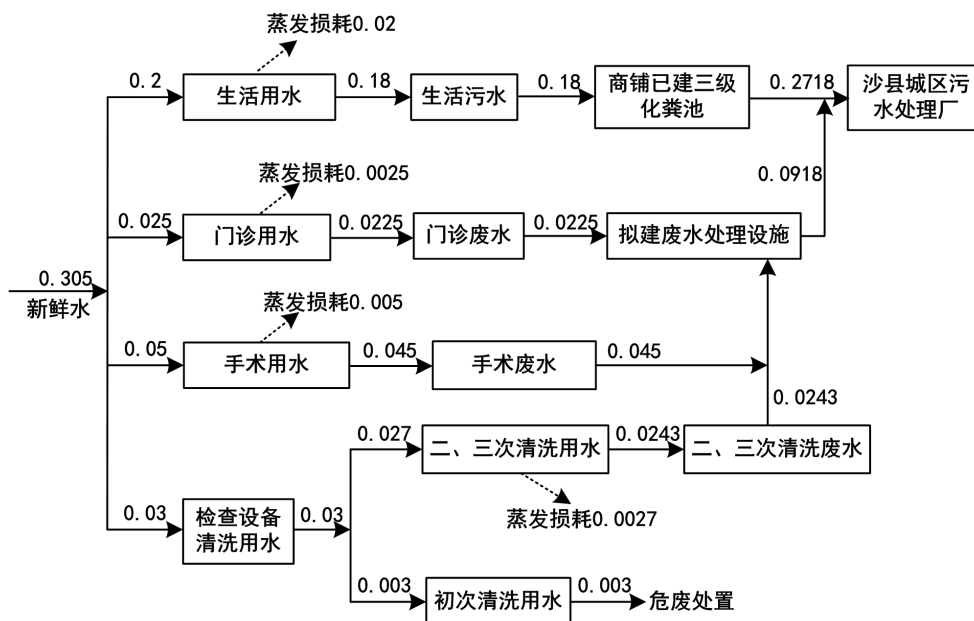 蒸发损耗0.02
0.2
生活用水
0.18
生活污水
0.18
商铺已建三级
化粪池
0.2718
沙县城区污
水处理厂
蒸发损耗0.0025
0.0918
0.025
门诊用水
0.0225
门诊废水
0.0225
拟建废水处理设施
0.305
新鲜水
蒸发损耗0.005
0.05
手术用水
0.045
手术废水
0.045
0.0243
0.027
二、三次清洗用水
0.0243
二、三次清洗废水
蒸发损耗0.0027
0.03
检查设备
清洗用水
0.03
0.003
初次清洗用水
0.003
危废处置